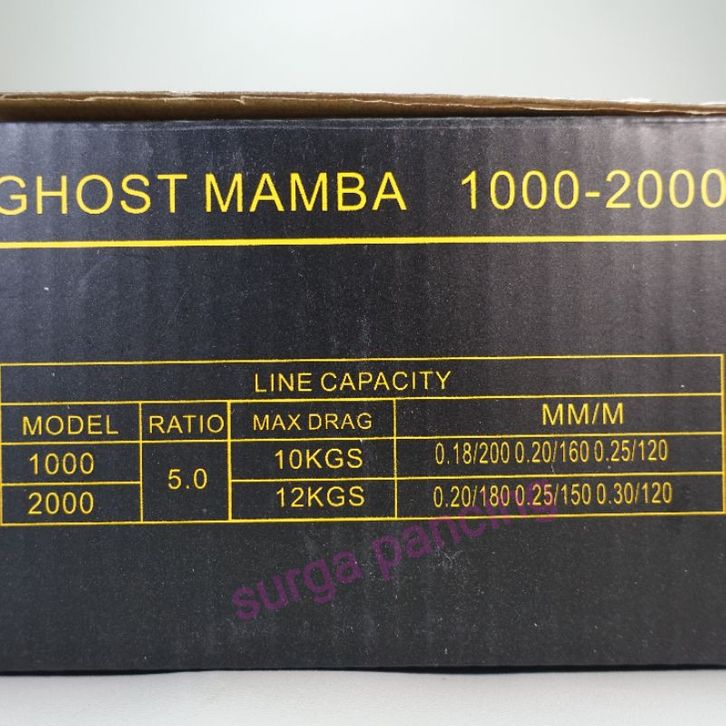 GHOST MAMBA 1000-2000
LINE CAPACITY
MODEL RATIO MAX DRAG MM/M
1000 5.0 10KGS 0.18/200 0.20/160 0.25/120
2000 12KGS 0.20/180 0.25/150 0.30/120
surga pancing